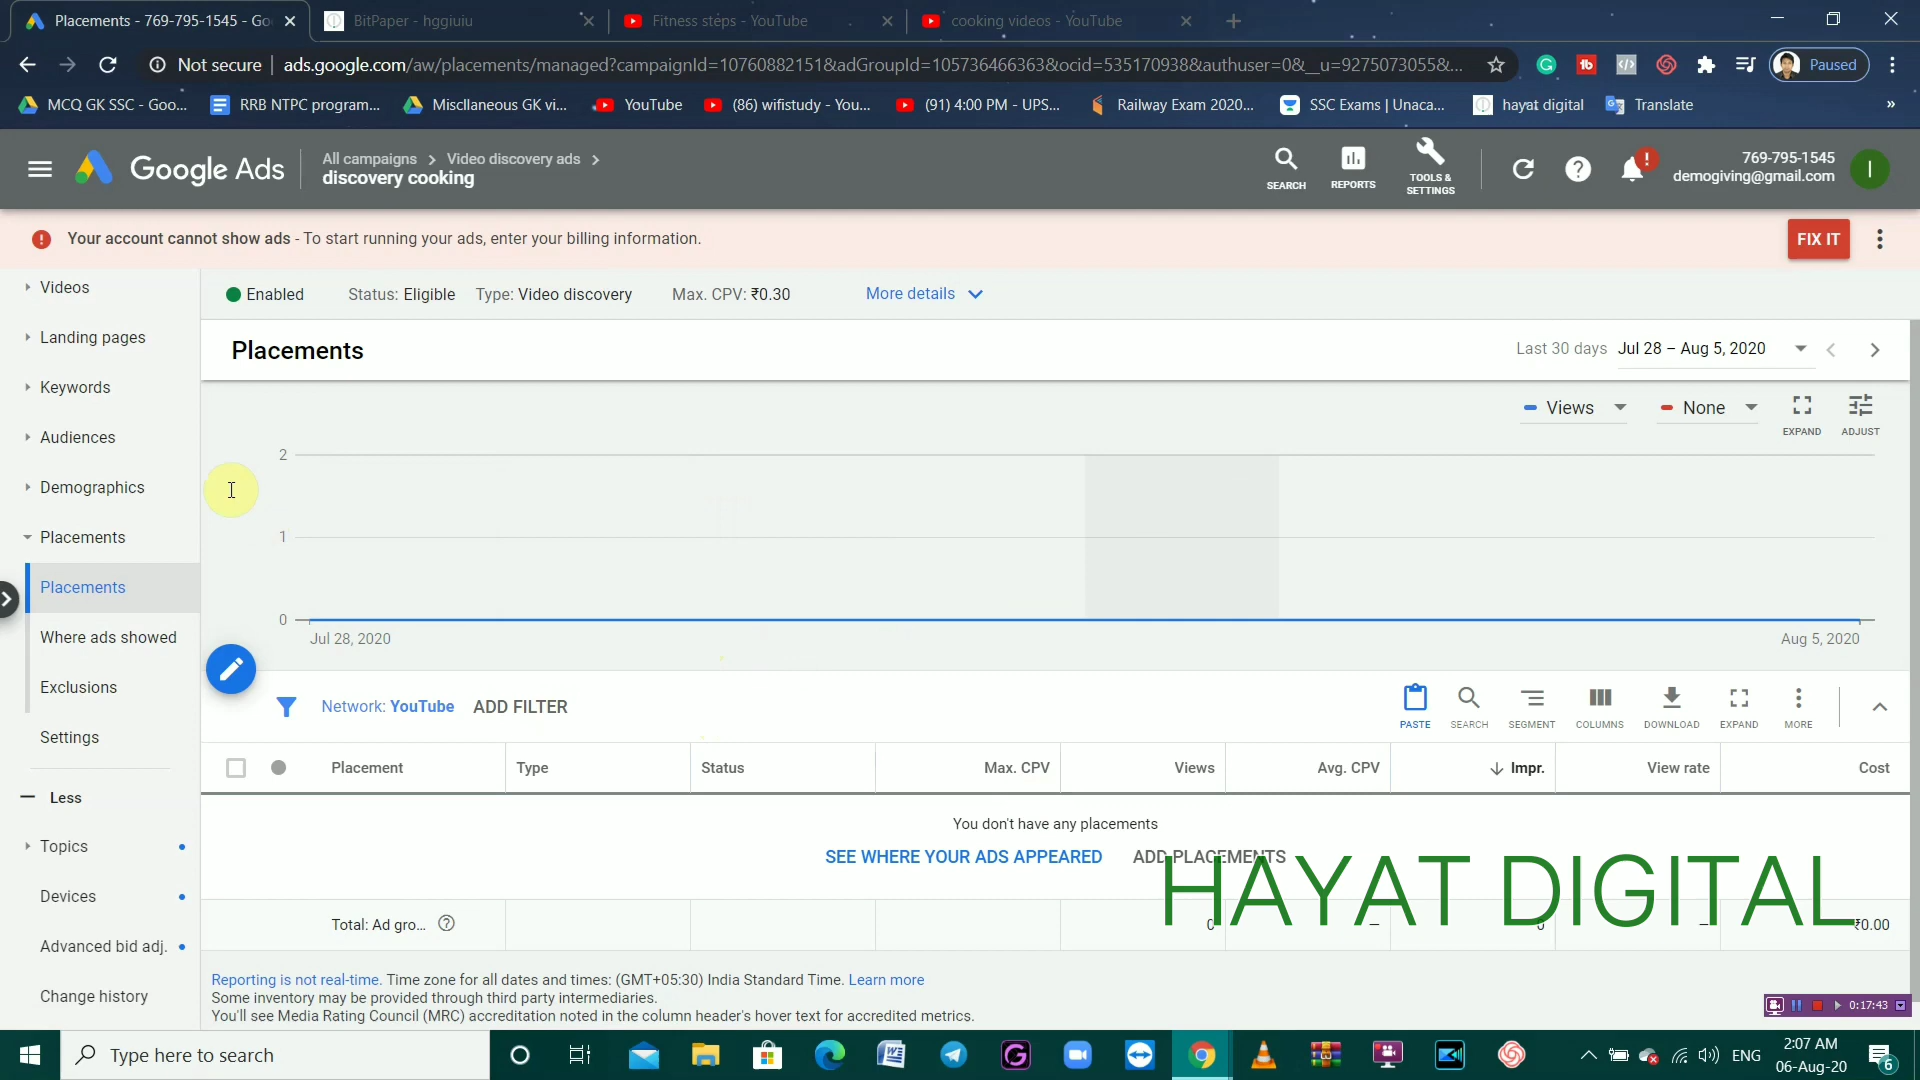 Placements - 769-795-1545 - Go
BitPaper - hggiuiu
Fitness steps - YouTube
cooking videos - YouTube
Not secure
ads.google.com/aw/placements/managed?campaignId=10760882151&adGroupId=105736466363&ocid=535170938&authuser=0&__u=9275073055&...
Paused
MCQ GK SSC - Goo...
RRB NTPC program...
Miscllaneous GK vi...
YouTube
(86) wifistudy - You...
(91) 4:00 PM - UPS...
Railway Exam 2020...
SSC Exams | Unaca...
hayat digital
Translate
»
Google Ads
All campaigns > Video discovery ads >
discovery cooking
SEARCH
REPORTS
TOOLS & SETTINGS
769-795-1545
demogiving@gmail.com
I
Your account cannot show ads - To start running your ads, enter your billing information.
FIX IT
Videos
Landing pages
Keywords
Audiences
Demographics
Placements
Placements
Where ads showed
Exclusions
Settings
Less
Topics
Devices
Advanced bid adj.
Change history
Enabled
Status: Eligible
Type: Video discovery
Max. CPV: ₹0.30
More details
Placements
Last 30 days
Jul 28 – Aug 5, 2020
Views
None
EXPAND
ADJUST
2
1
0
Jul 28, 2020
Aug 5, 2020
Network: YouTube
ADD FILTER
PASTE
SEARCH
SEGMENT
COLUMNS
DOWNLOAD
EXPAND
MORE
Placement
Type
Status
Max. CPV
Views
Avg. CPV
Impr.
View rate
Cost
You don't have any placements
SEE WHERE YOUR ADS APPEARED
ADD PLACEMENTS
HAYAT DIGITAL
Total: Ad gro...
0
–
0
–
₹0.00
Reporting is not real-time. Time zone for all dates and times: (GMT+05:30) India Standard Time. Learn more
Some inventory may be provided through third party intermediaries.
You'll see Media Rating Council (MRC) accreditation noted in the column header's hover text for accredited metrics.
0:17:43
Type here to search
ENG
2:07 AM
06-Aug-20
6